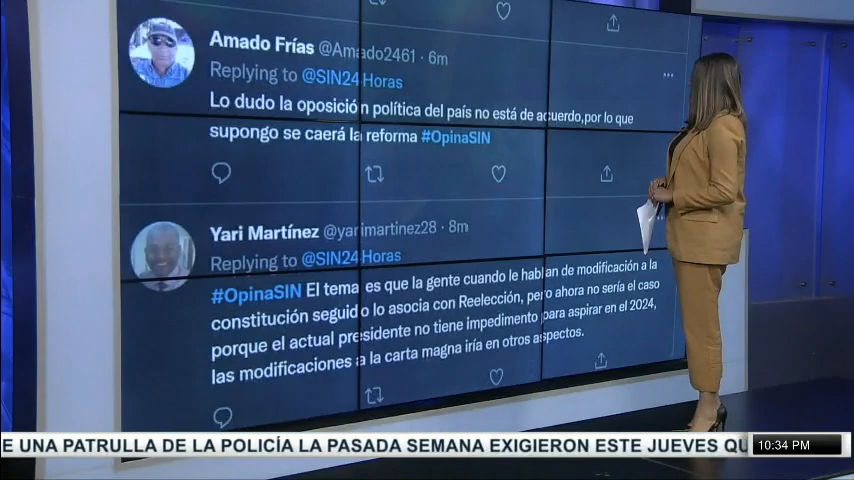 Amado Frías @Amado2461 · 6m
Replying to @SIN24Horas
Lo dudo la oposición política del país no está de acuerdo,por lo que
supongo se caerá la reforma #OpinaSIN
Yari Martínez @yarimartinez28 · 8m
Replying to @SIN24Horas
#OpinaSIN El tema es que la gente cuando le hablan de modificación a la
constitución seguido lo asocia con Reelección, pero ahora no sería el caso
porque el actual presidente no tiene impedimento para aspirar en el 2024,
las modificaciones a la carta magna iría en otros aspectos.
E UNA PATRULLA DE LA POLICÍA LA PASADA SEMANA EXIGIERON ESTE JUEVES QU
10:34 PM